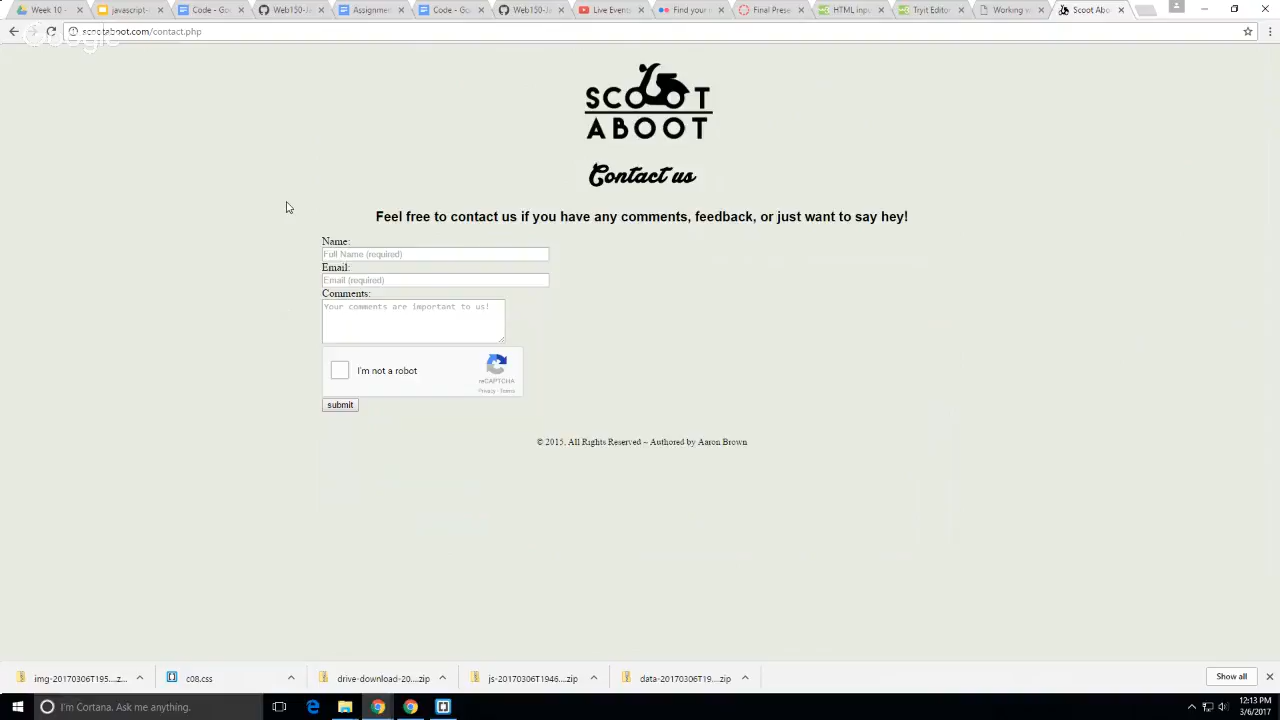 Week 10 -
javascript-
Code - Go
Web150-J
Assignment
Code - Go
Web150-J
Live Event
Find your
Final Prese
HTML inpu
Tryit Editor
Working w
Scoot Abo
scootaboot.com/contact.php
SCOOT
ABOOT
Contact us
Feel free to contact us if you have any comments, feedback, or just want to say hey!
Name:
Full Name (required)
Email:
Email (required)
Comments:
Your comments are important to us!
I'm not a robot
reCAPTCHA
Privacy - Terms
submit
© 2015, All Rights Reserved ~ Authored by Aaron Brown
img-20170306T195....z...
c08.css
drive-download-20....zip
js-20170306T1946....zip
data-20170306T19....zip
Show all
I'm Cortana. Ask me anything.
12:13 PM
3/6/2017